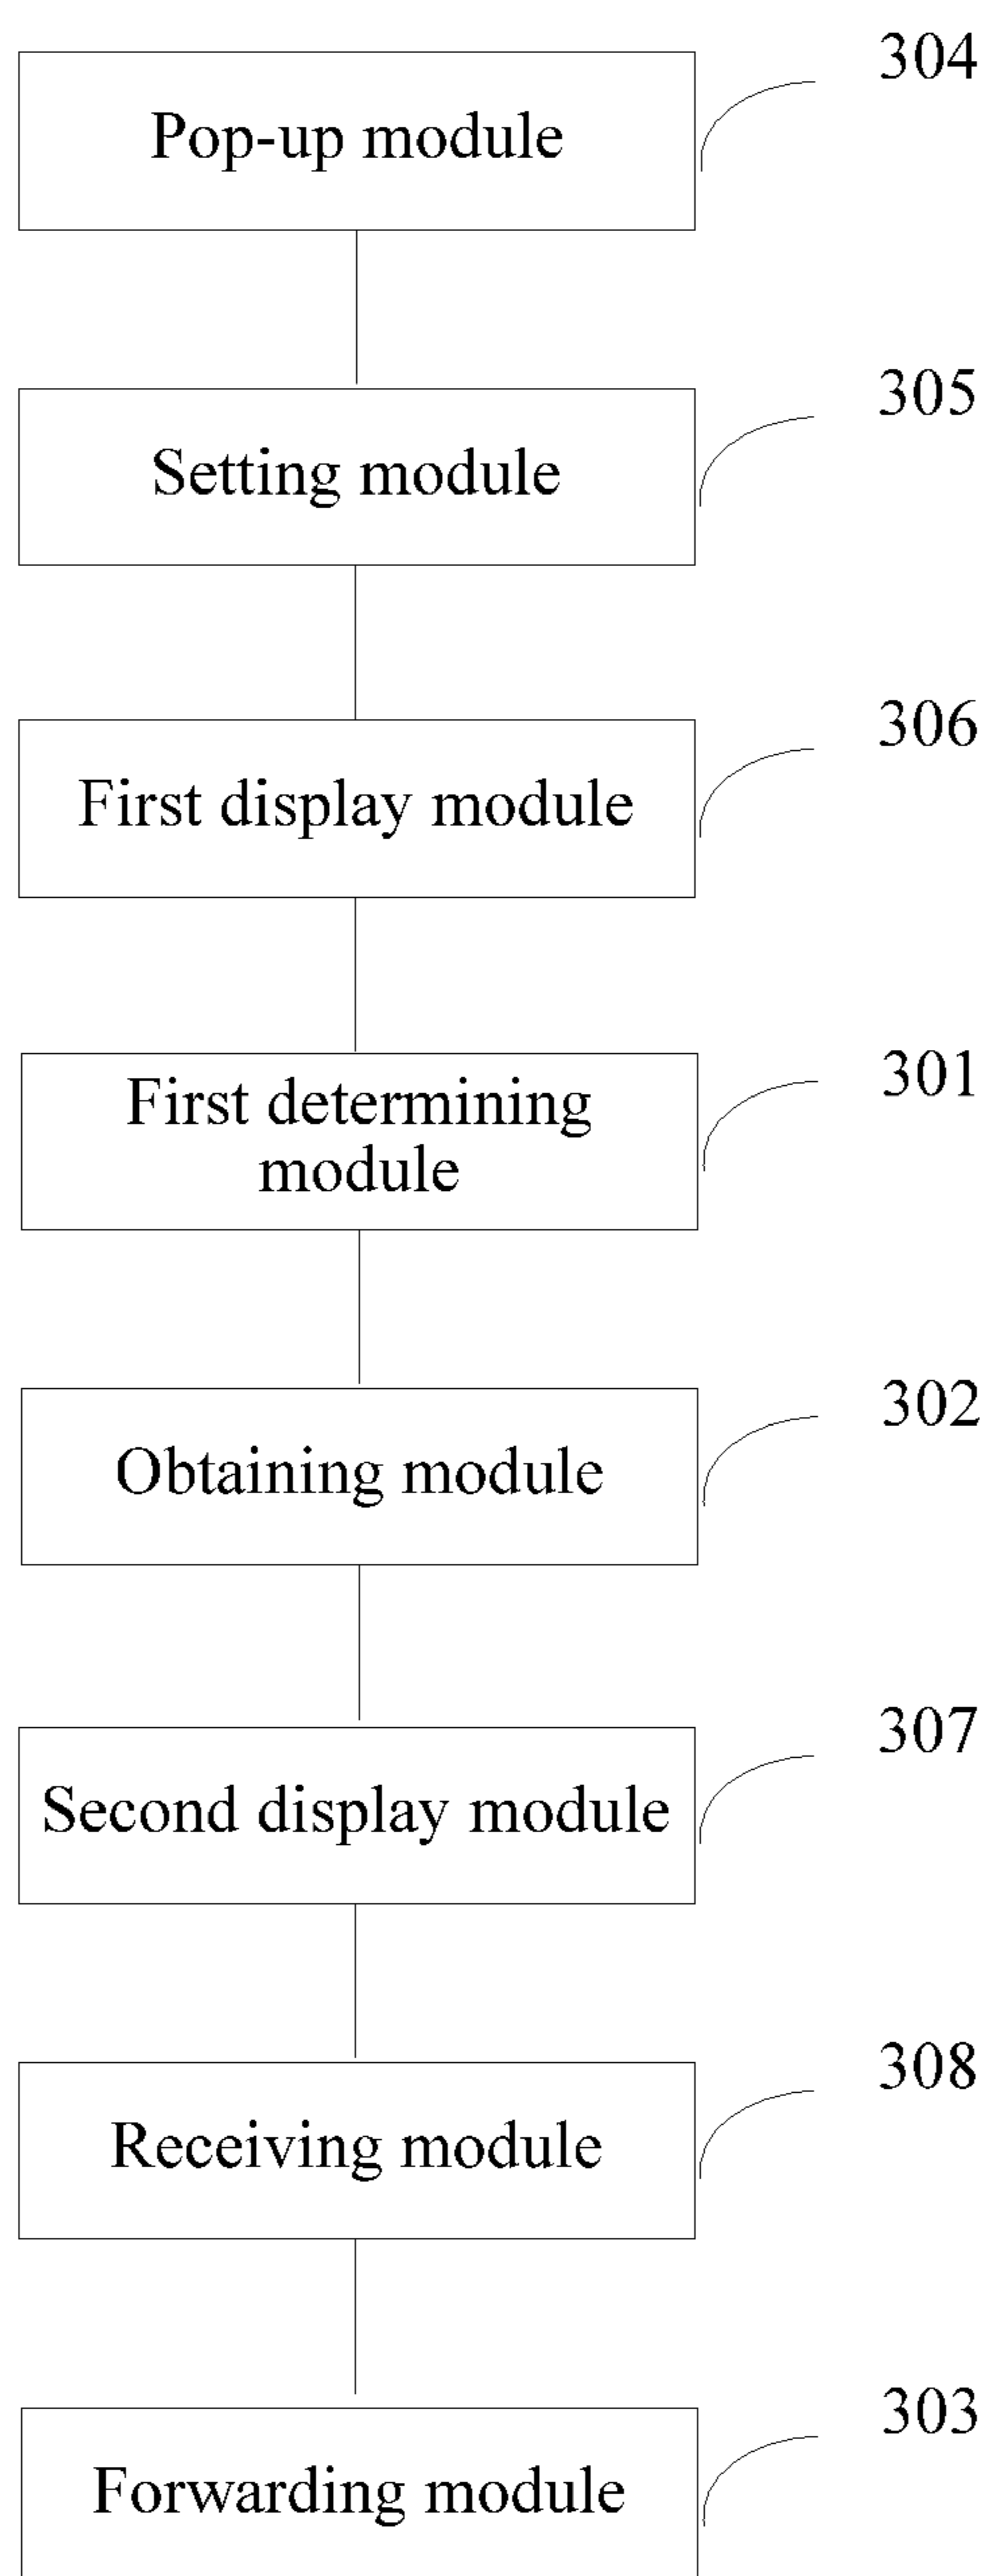 304
Pop-up module
305
Setting module
306
First display module
301
First determining
module
302
Obtaining module
307
Second display module
308
Receiving module
303
Forwarding module